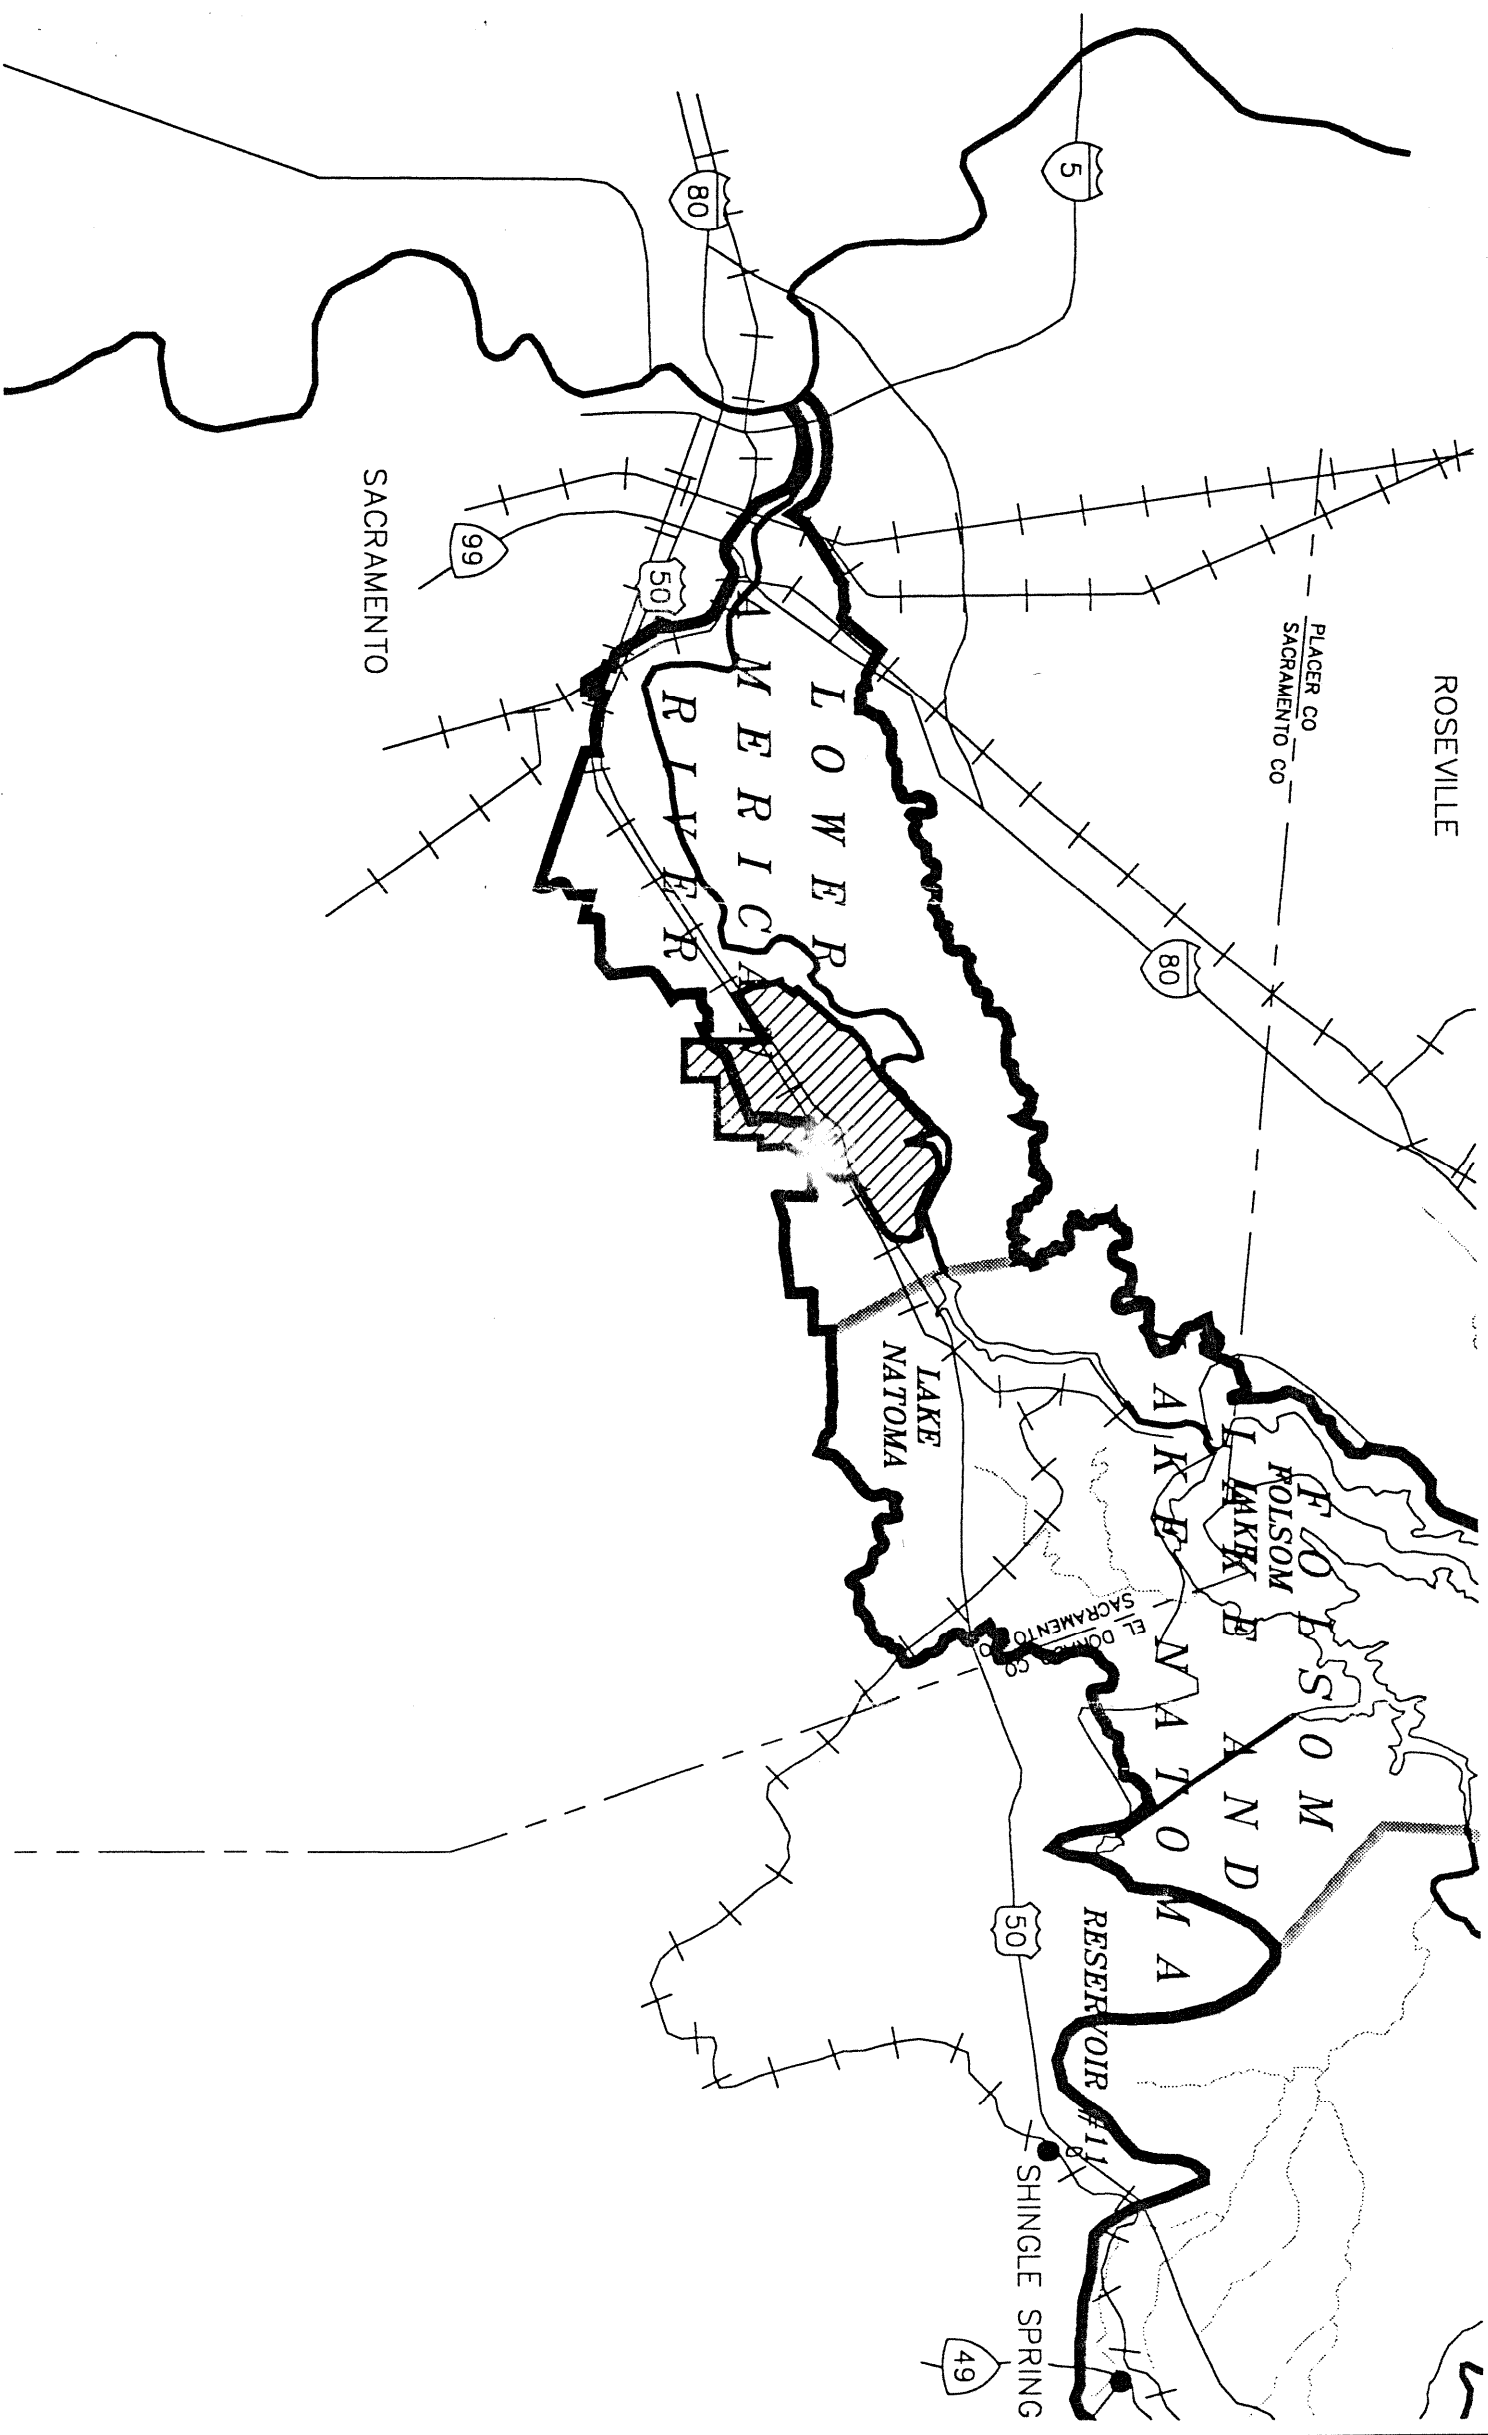 ROSEVILLE
PLACER CO
SACRAMENTO CO
5
80
80
SACRAMENTO
99
50
LOWER
AMERICAN
RIVER
LAKE
NATOMA
FOLSOM
LAKE
FOLSOM
LAKE AND
LAKE NATOMA
EL DORADO CO
SACRAMENTO CO
50
RESERVOIR #11
SHINGLE SPRING
49